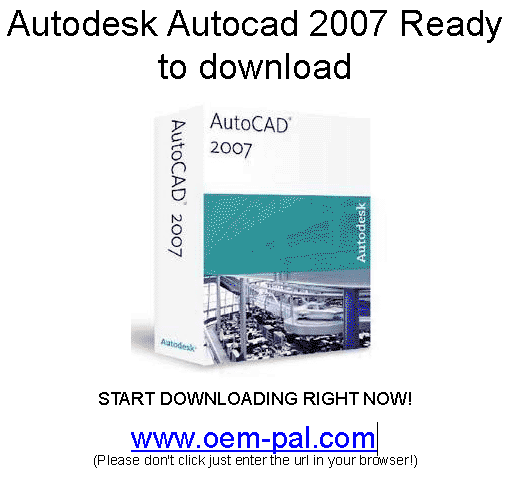 Autodesk Autocad 2007 Ready
to download
AutoCAD®
2007
AutoCAD® 2007
Autodesk
Autodesk®
START DOWNLOADING RIGHT NOW!
www.oem-pal.com
(Please don't click just enter the url in your browser!)